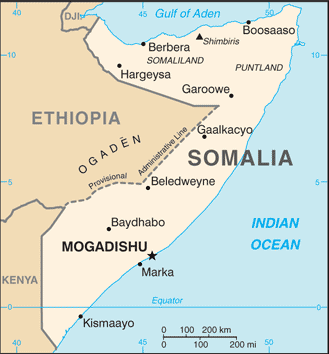 45
50
DJI.
Gulf of Aden
Boosaaso
Berbera
Shimbiris
10
10
SOMALILAND
Hargeysa
PUNTLAND
Garoowe
ETHIOPIA
OGADĒN
Gaalkacyo
Administrative Line
SOMALIA
Provisional
5
5
Beledweyne
Baydhabo
INDIAN
OCEAN
MOGADISHU
Marka
KENYA
Equator
0
0
Kismaayo
0
100
200 km
0
100
200 mi
45
50